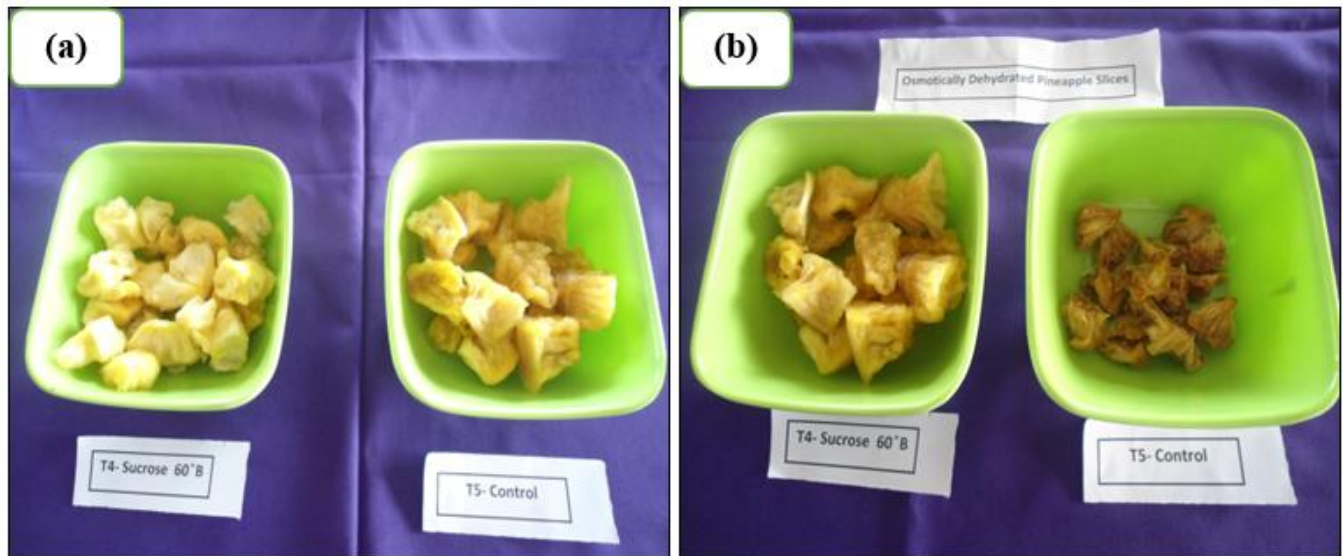 (a)
T4- Sucrose 60°B
T5- Control
(b)
Osmotically Dehydrated Pineapple Slices
T4- Sucrose 60°B
T5- Control